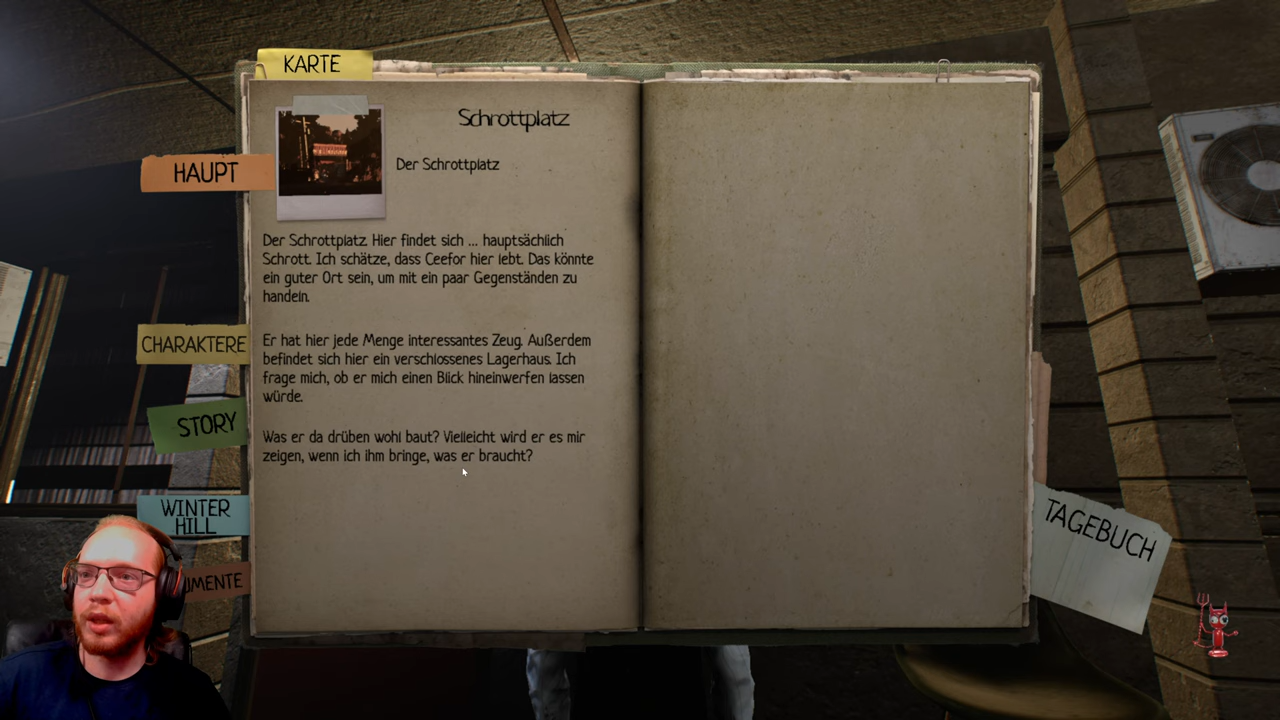 KARTE
Schrottplatz
Der Schrottplatz
HAUPT
Der Schrottplatz. Hier findet sich ... hauptsächlich
Schrott. Ich schätze, dass Ceefor hier lebt. Das könnte
ein guter Ort sein, um mit ein paar Gegenständen zu
handeln.
Er hat hier jede Menge interessantes Zeug. Außerdem
befindet sich hier ein verschlossenes Lagerhaus. Ich
frage mich, ob er mich einen Blick hineinwerfen lassen
würde.
Was er da drüben wohl baut? Vielleicht wird er es mir
zeigen, wenn ich ihm bringe, was er braucht?
CHARAKTERE
STORY
WINTER
HILL
UMENTE
TAGEBUCH